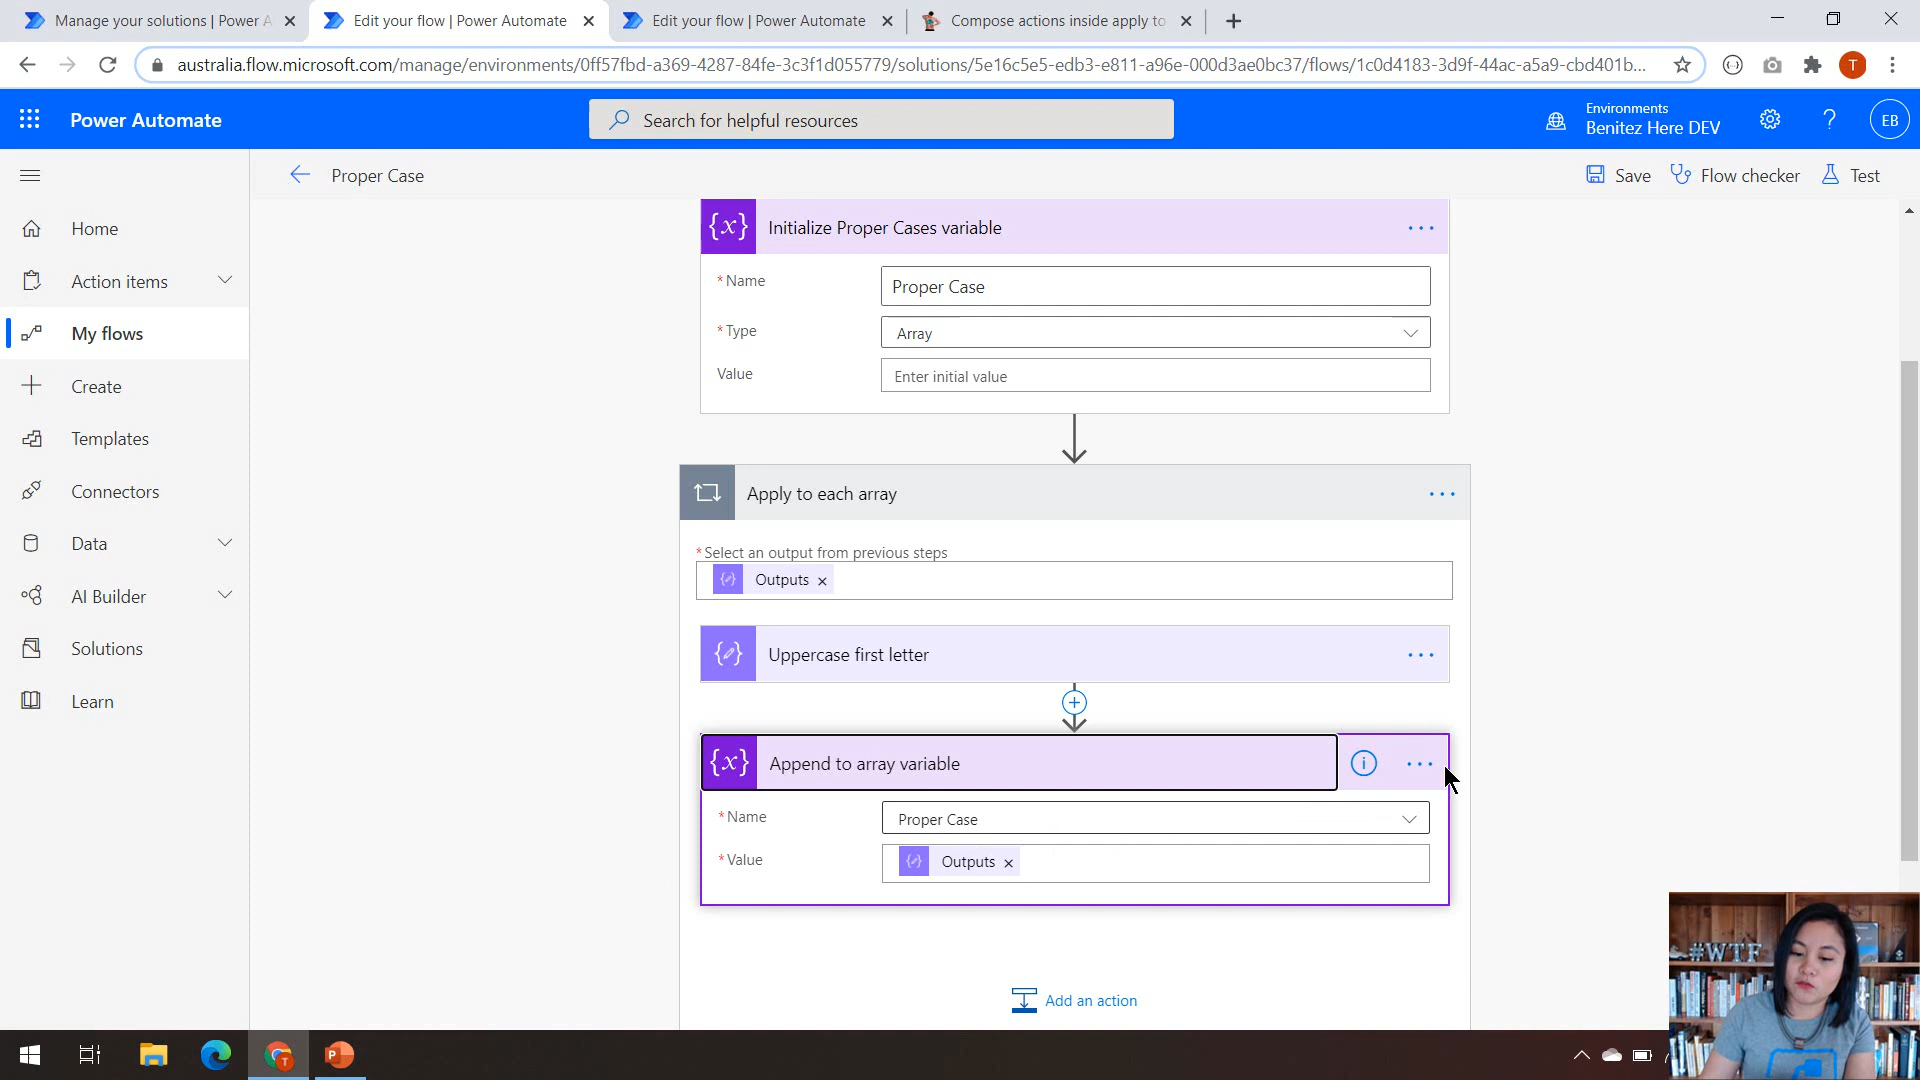 Manage your solutions | Power A
Edit your flow | Power Automate
Edit your flow | Power Automate
Compose actions inside apply to
australia.flow.microsoft.com/manage/environments/0ff57fbd-a369-4287-84fe-3c3f1d055779/solutions/5e16c5e5-edb3-e811-a96e-000d3ae0bc37/flows/1c0d4183-3d9f-44ac-a5a9-cbd401b...
T
Power Automate
Search for helpful resources
Environments
Benitez Here DEV
?
EB
Proper Case
Save
Flow checker
Test
Home
Action items
My flows
Create
Templates
Connectors
Data
AI Builder
Solutions
Learn
{x} Initialize Proper Cases variable
* Name
Proper Case
* Type
Array
Value
Enter initial value
Apply to each array
* Select an output from previous steps
Outputs
Uppercase first letter
{x} Append to array variable
* Name
Proper Case
* Value
Outputs
Add an action
#WTF